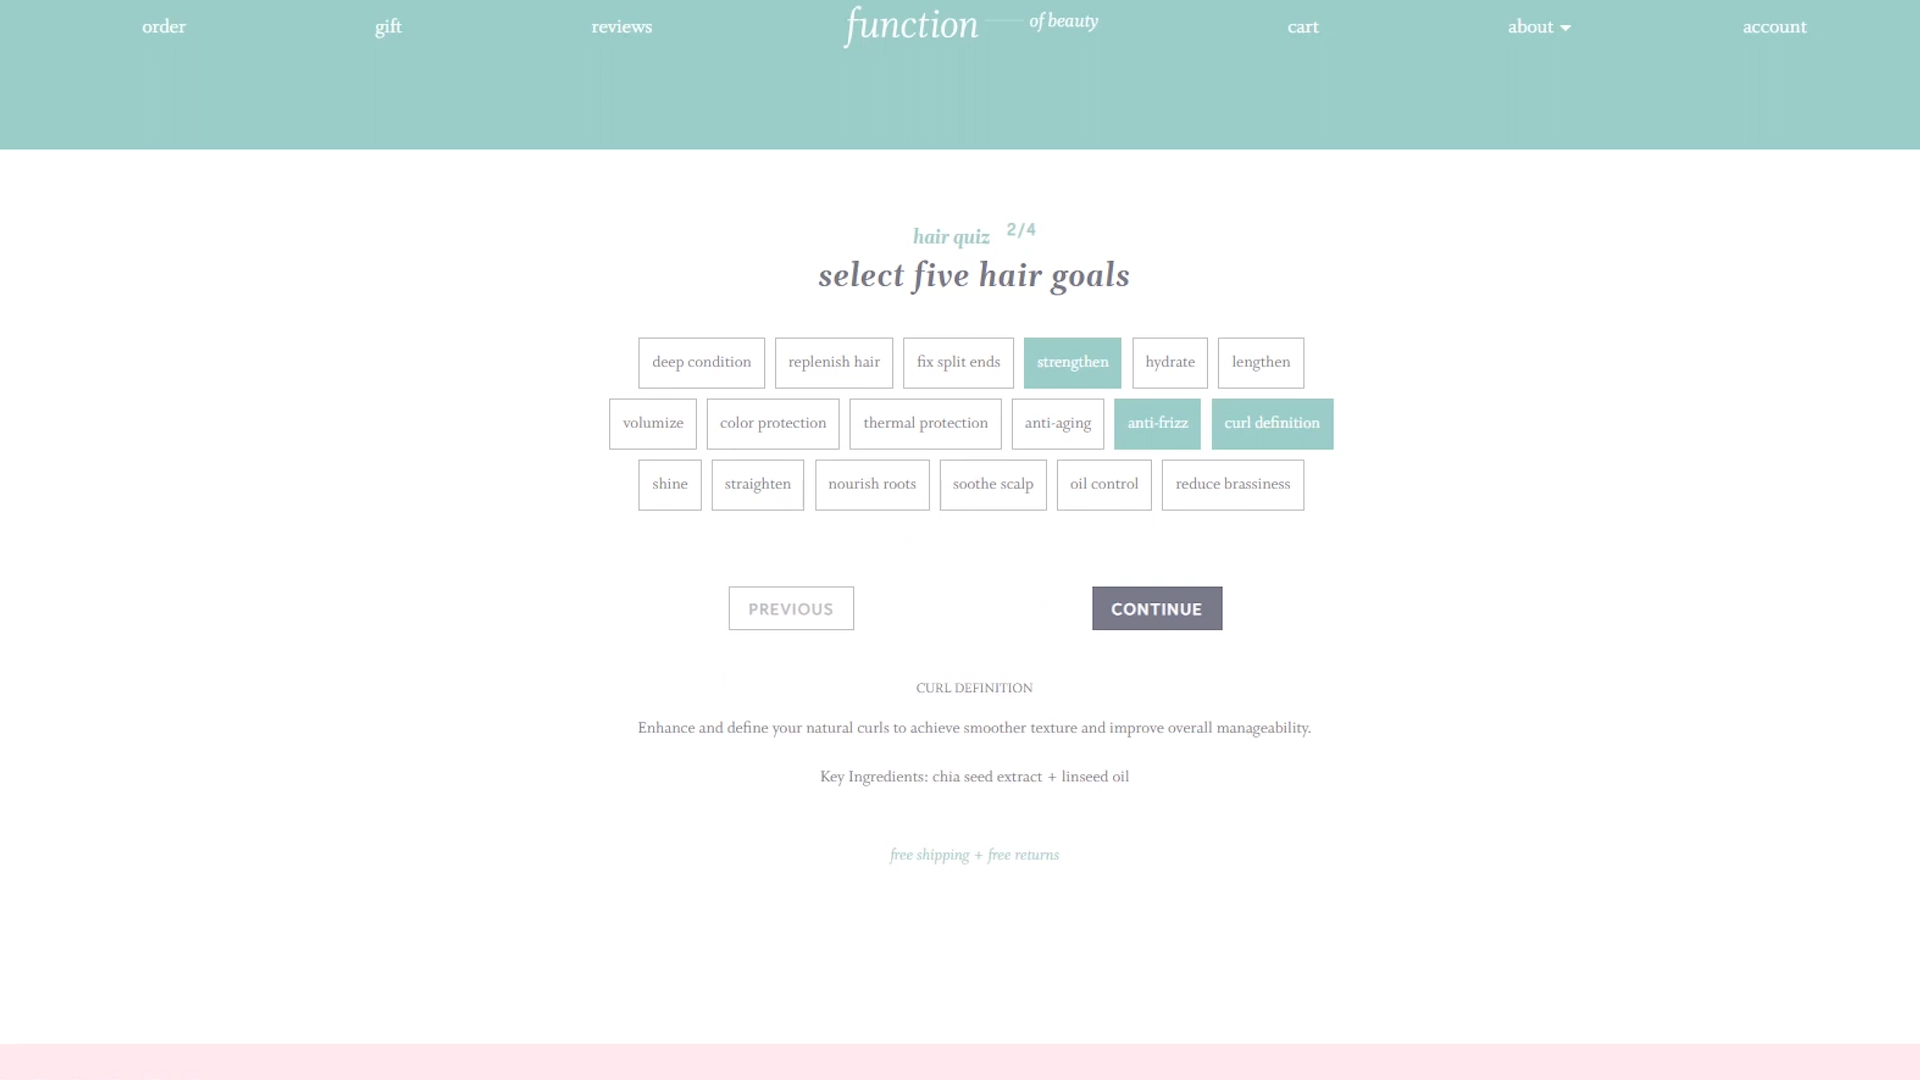 order gift reviews function of beauty cart about account
hair quiz 2/4
select five hair goals
deep condition replenish hair fix split ends strengthen hydrate lengthen
volumize color protection thermal protection anti-aging anti-frizz curl definition
shine straighten nourish roots soothe scalp oil control reduce brassiness
PREVIOUS CONTINUE
CURL DEFINITION
Enhance and define your natural curls to achieve smoother texture and improve overall manageability.
Key Ingredients: chia seed extract + linseed oil
free shipping + free returns